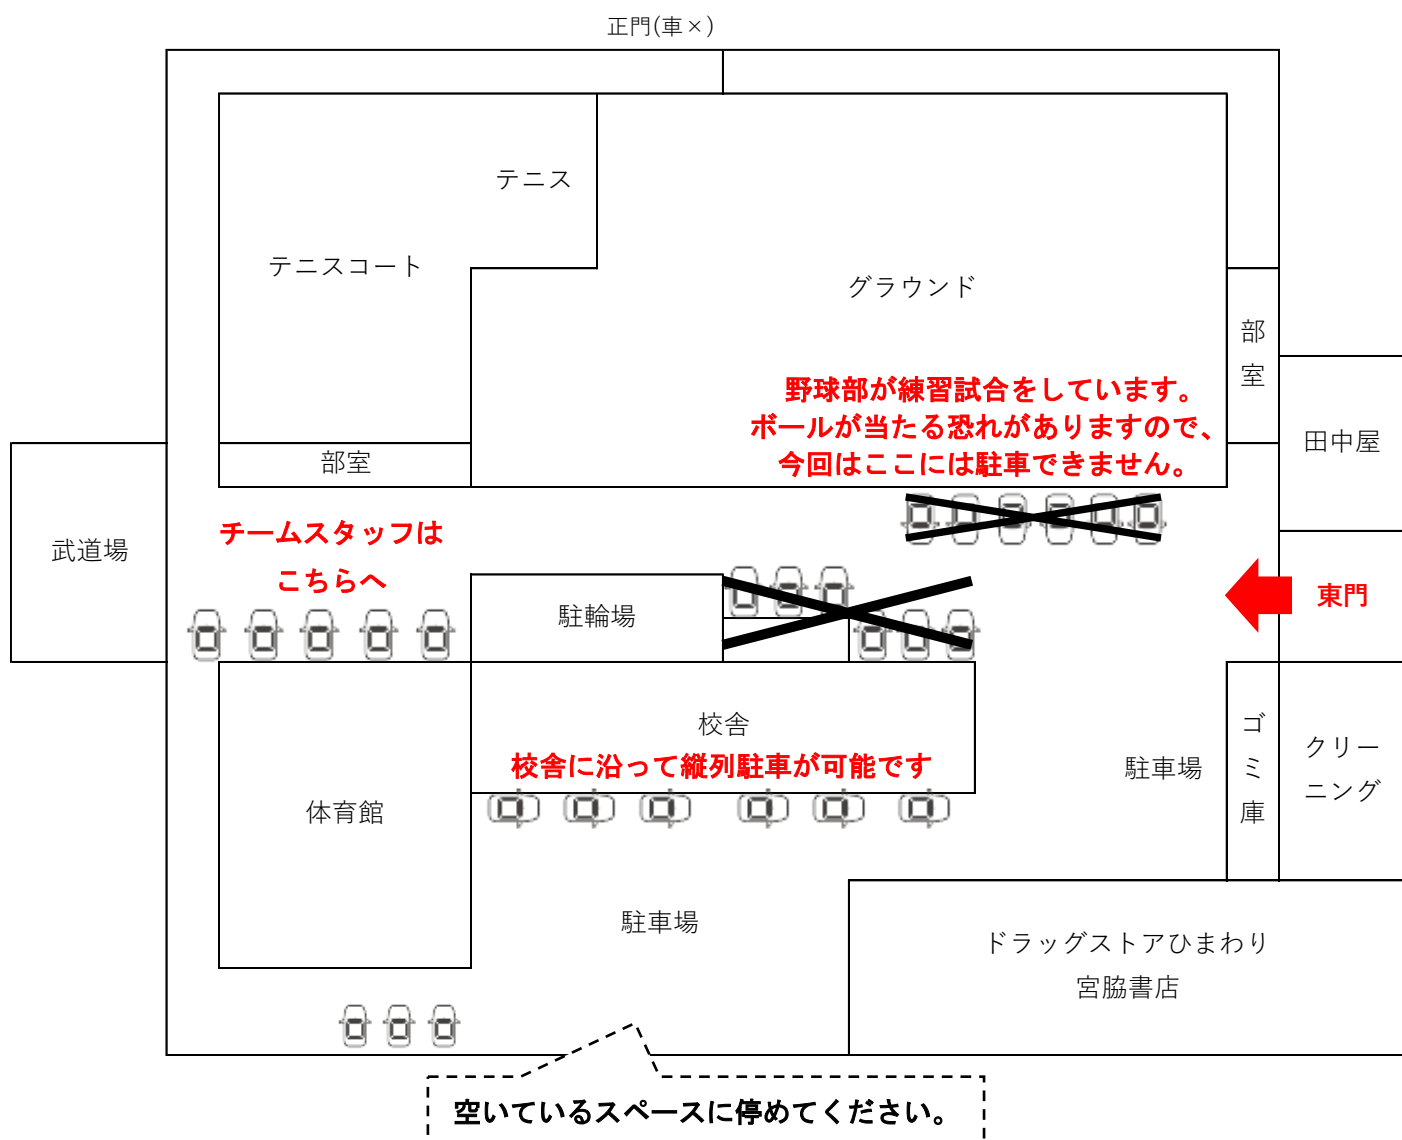 正門(車×)
テニス
テニスコート
グラウンド
部
室
野球部が練習試合をしています。
ボールが当たる恐れがありますので、
今回はここには駐車できません。
田中屋
部室
チームスタッフは
こちらへ
武道場
駐輪場
東門
校舎
校舎に沿って縦列駐車が可能です
体育館
駐車場
ゴ
ミ
庫
クリー
ニング
駐車場
ドラッグストアひまわり
宮脇書店
空いているスペースに停めてください。